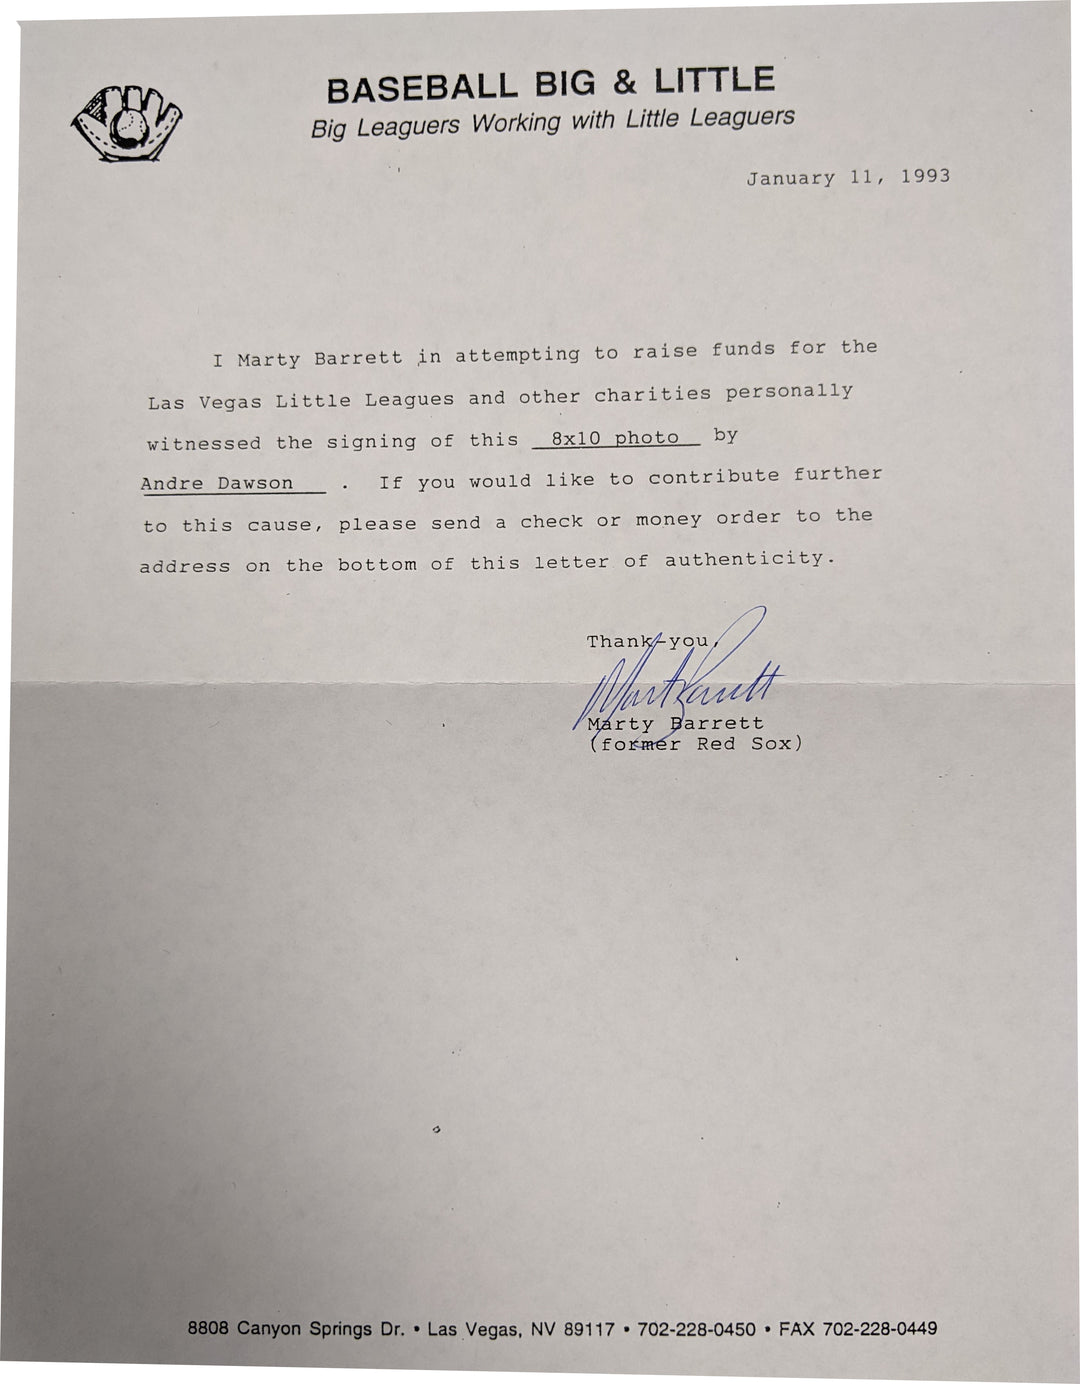 BASEBALL BIG & LITTLE
Big Leaguers Working with Little Leaguers
January 11, 1993
I Marty Barrett in attempting to raise funds for the
Las Vegas Little Leagues and other charities personally
witnessed the signing of this 8x10 photo by
Andre Dawson . If you would like to contribute further
to this cause, please send a check or money order to the
address on the bottom of this letter of authenticity.
Thank-you,
Marty Barrett
Marty Barrett
(former Red Sox)
8808 Canyon Springs Dr. • Las Vegas, NV 89117 • 702-228-0450 • FAX 702-228-0449